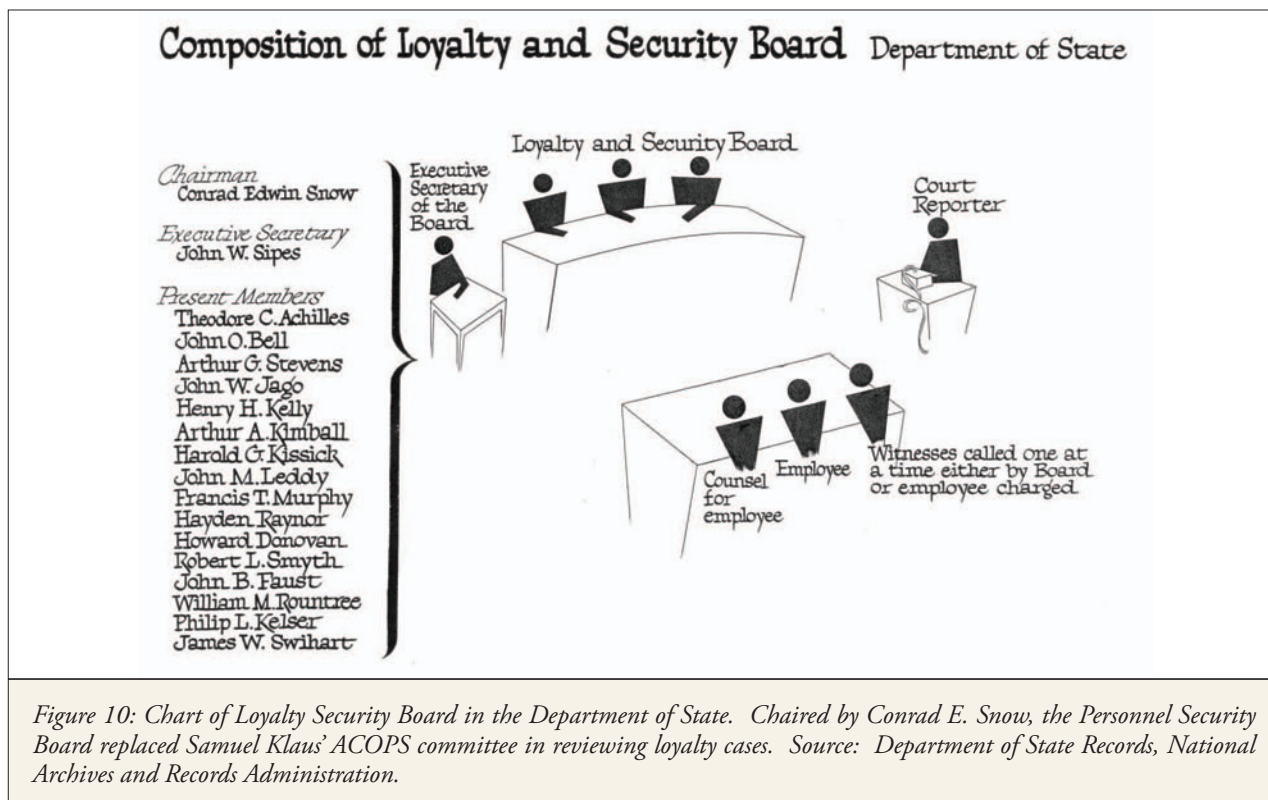 Composition of Loyalty and Security Board Department of State
Chairman
Conrad Edwin Snow
Executive Secretary
John W. Sipes
Present Members
Theodore C. Achilles
John O. Bell
Arthur G. Stevens
John W. Jago
Henry H. Kelly
Arthur A. Kimball
Harold G. Kissick
John M. Leddy
Francis T. Murphy
Hayden Raynor
Howard Donovan
Robert L. Smyth
John B. Faust
William M. Rountree
Philip L. Kelser
James W. Swihart
Executive
Secretary
of the
Board
Loyalty and Security Board
Court
Reporter
Counsel
for
employee
Employee
Witnesses called one at
a time either by Board
or employee charged
Figure 10: Chart of Loyalty Security Board in the Department of State. Chaired by Conrad E. Snow, the Personnel Security
Board replaced Samuel Klaus' ACOPS committee in reviewing loyalty cases. Source: Department of State Records, National
Archives and Records Administration.